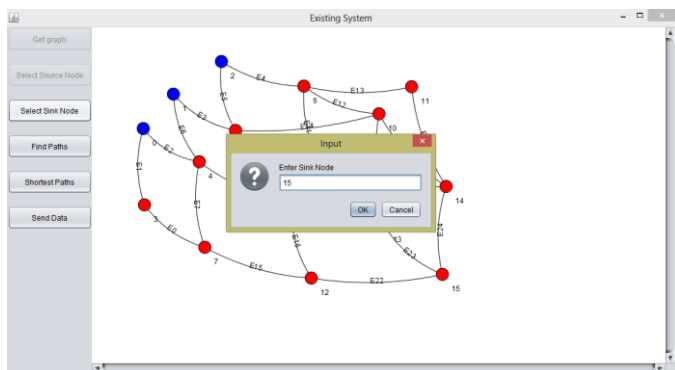 Existing System
Get graph
Select Source Node
Select Sink Node
Find Paths
Shortest Paths
Send Data
2
E4
E13
6
11
E5
1
E3
E12
10
0
E6
E2
4
E1
Input
Enter Sink Node
15
OK
Cancel
14
3
E7
E0
7
E16
13
E24
E23
E15
12
E22
15